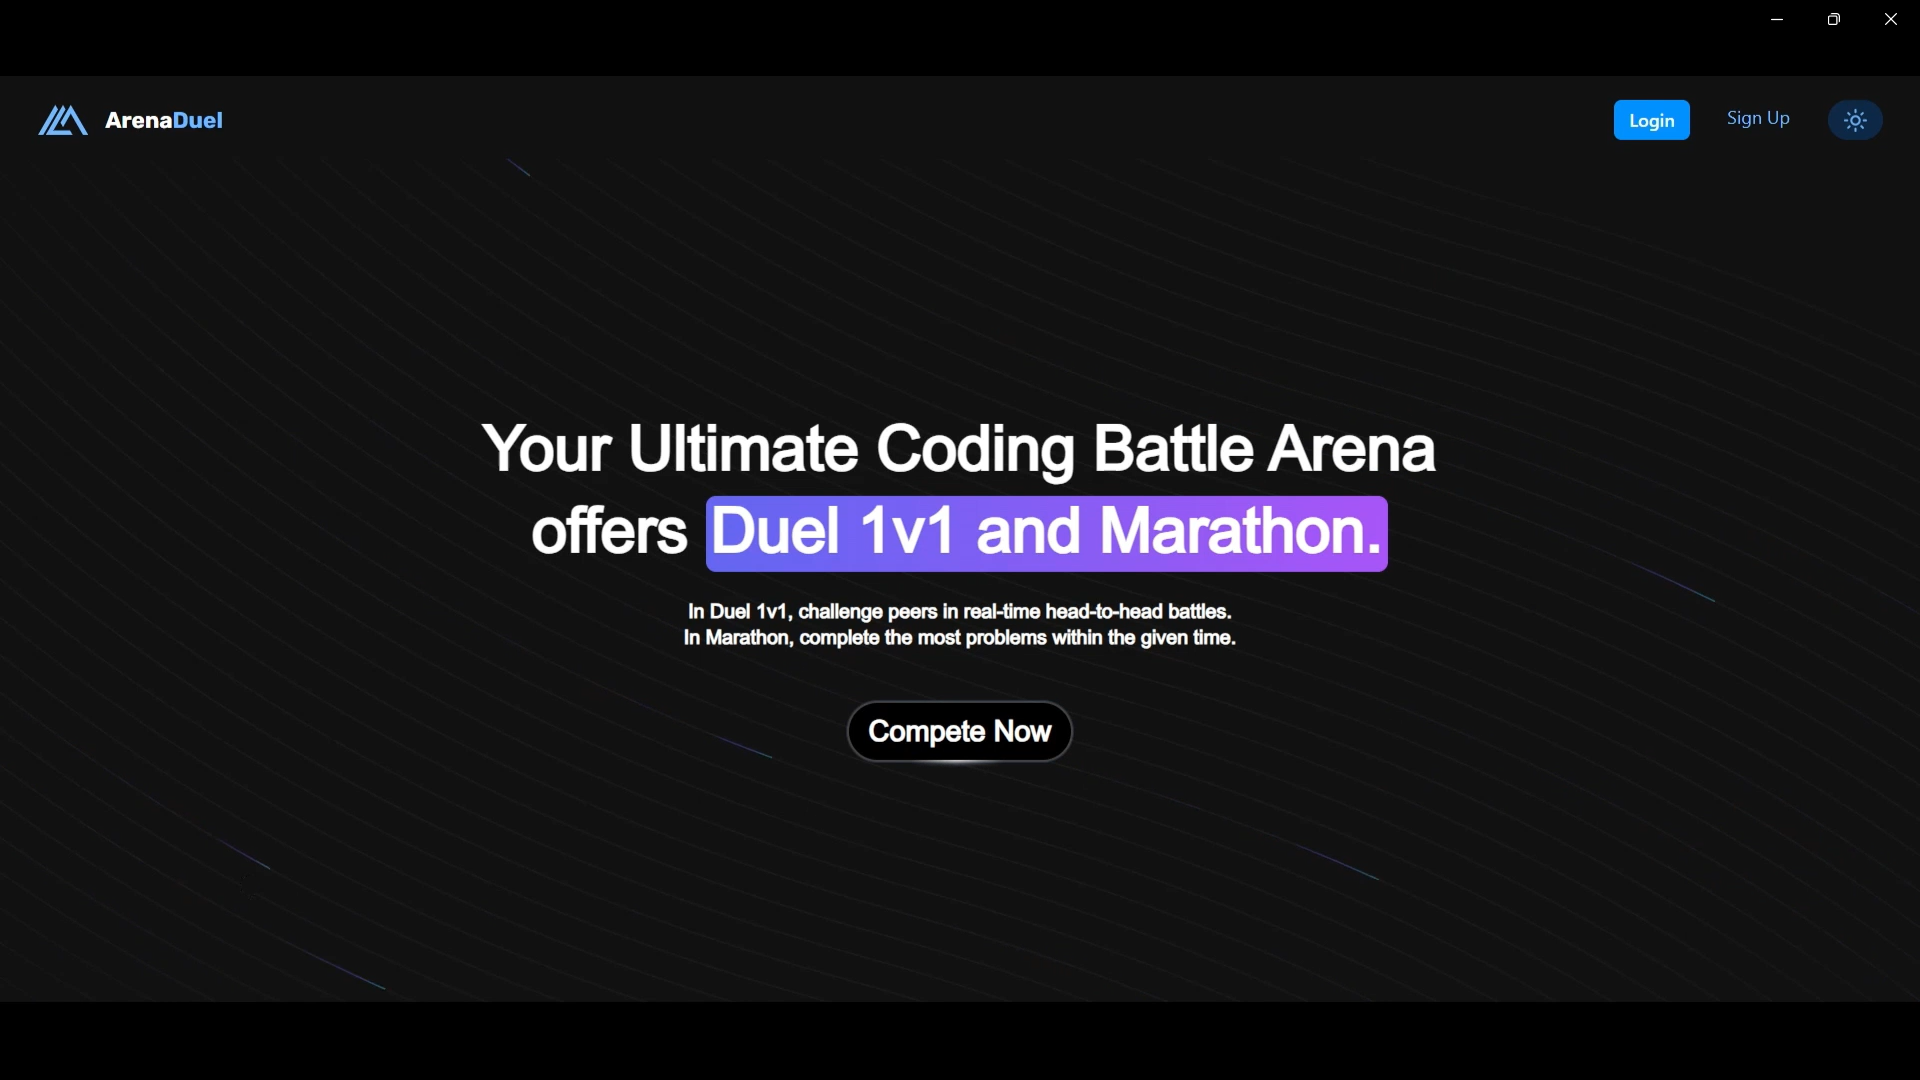 ArenaDuel
Login
Sign Up
Your Ultimate Coding Battle Arena
offers Duel 1v1 and Marathon.
In Duel 1v1, challenge peers in real-time head-to-head battles.
In Marathon, complete the most problems within the given time.
Compete Now